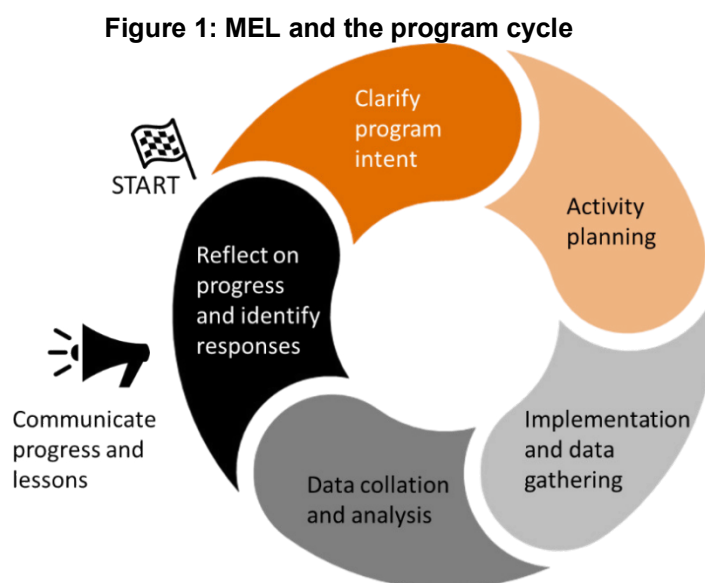 Figure 1: MEL and the program cycle
Clarify
program
intent
START
Activity
planning
Reflect on
progress
and identify
responses
Communicate
progress and
lessons
Implementation
and data
gathering
Data collation
and analysis